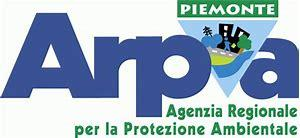 PIEMONTE
Arpa
Agenzia Regionale
per la Protezione Ambientale